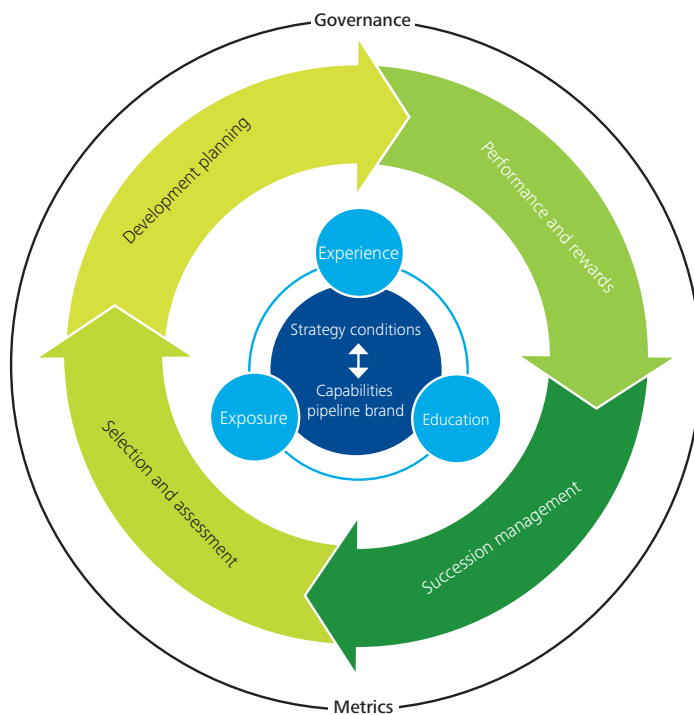 Governance
Development planning
Performance and rewards
Experience
Strategy conditions
Capabilities
pipeline brand
Exposure
Education
Selection and assessment
Succession management
Metrics